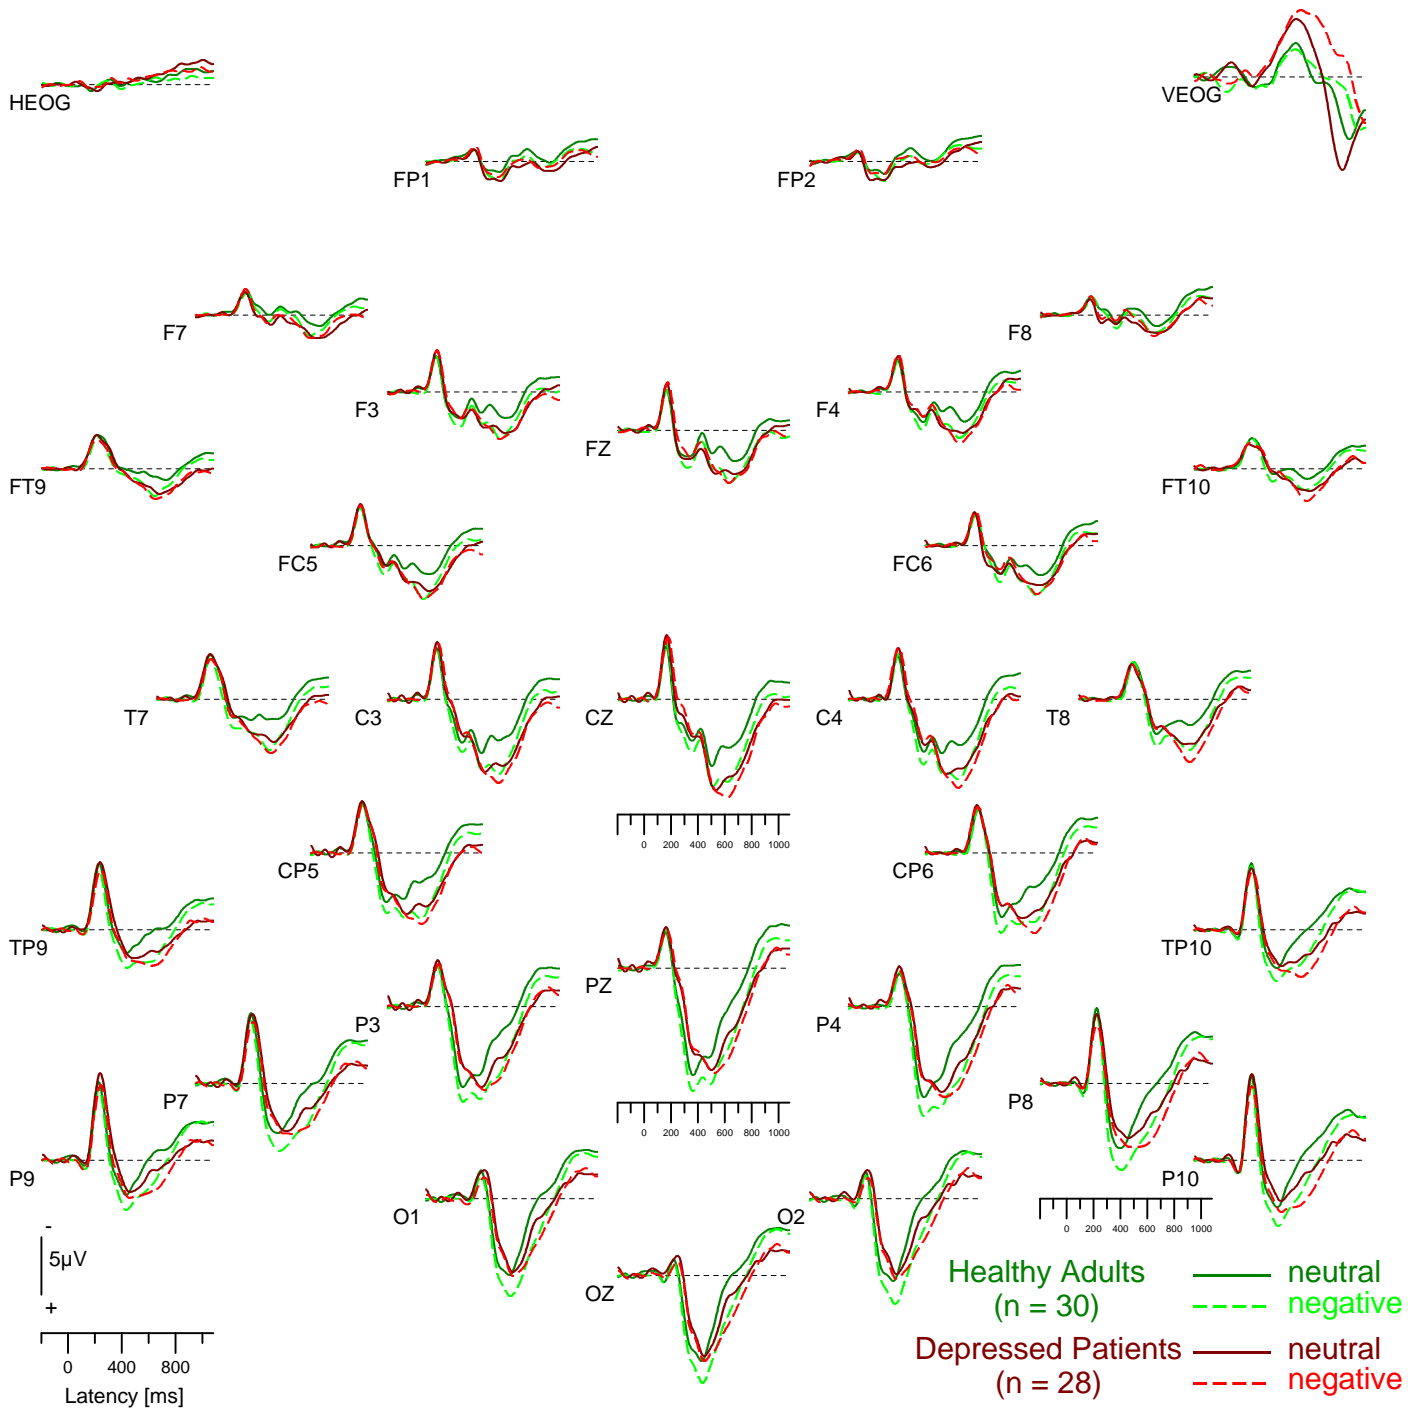 HEOG
VEOG
FP1
FP2
F7
F8
F3
FZ
F4
FT9
FT10
FC5
FC6
T7
C3
CZ
C4
T8
0 200 400 600 800 1000
CP5
CP6
TP9
TP10
P3
PZ
P4
0 200 400 600 800 1000
P7
P8
P9
P10
O1
O2
0 200 400 600 800 1000
OZ
-
5µV
+
0 400 800
Latency [ms]
Healthy Adults
(n = 30)
neutral
negative
Depressed Patients
(n = 28)
neutral
negative